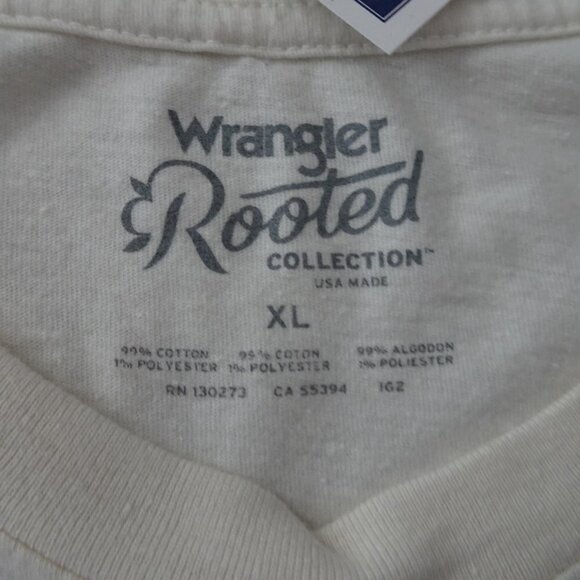 Wrangler
Rooted
COLLECTION™
USA MADE
XL
99% COTTON 99% COTON 99% ALGODON
1% POLYESTER 1% POLYESTER 1% POLIESTER
RN 130273 CA 55394 IG2